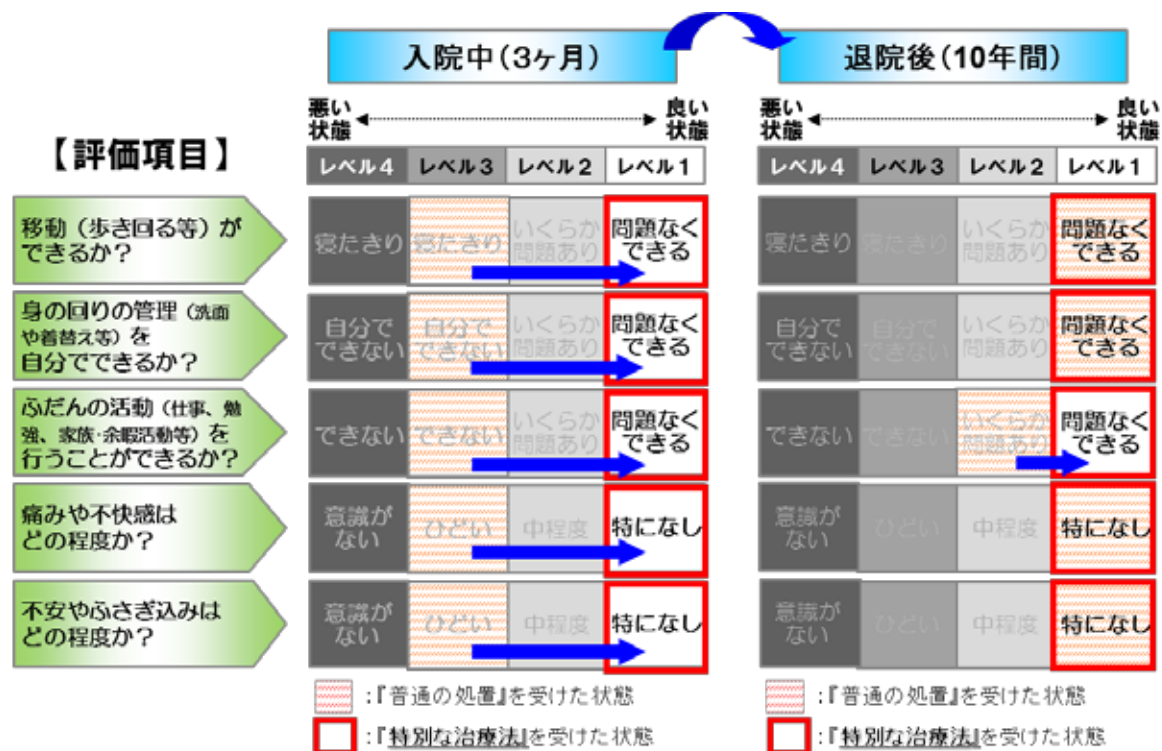 入院中(3ヶ月)
退院後(10年間)
悪い
状態
良い
状態
悪い
状態
良い
状態
【評価項目】
レベル4 レベル3 レベル2 レベル1
レベル4 レベル3 レベル2 レベル1
移動(歩き回る等)が
できるか?
寝たきり
寝たきり
いくらか
問題あり
問題なく
できる
寝たきり
寝たきり
いくらか
問題あり
問題なく
できる
身の回りの管理(洗面
や着替え等)を
自分でできるか?
自分で
できない
自分で
できない
いくらか
問題あり
問題なく
できる
自分で
できない
自分で
できない
いくらか
問題あり
問題なく
できる
ふだんの活動(仕事、勉
強、家族・余暇活動等)を
行うことができるか?
できない
できない
いくらか
問題あり
問題なく
できる
できない
できない
いくらか
問題あり
問題なく
できる
痛みや不快感は
どの程度か?
意識が
ない
ひどい
中程度
特になし
意識が
ない
ひどい
中程度
特になし
不安やふさぎ込みは
どの程度か?
意識が
ない
ひどい
中程度
特になし
意識が
ない
ひどい
中程度
特になし
:『普通の処置』を受けた状態
:『特別な治療法』を受けた状態
:『普通の処置』を受けた状態
:『特別な治療法』を受けた状態